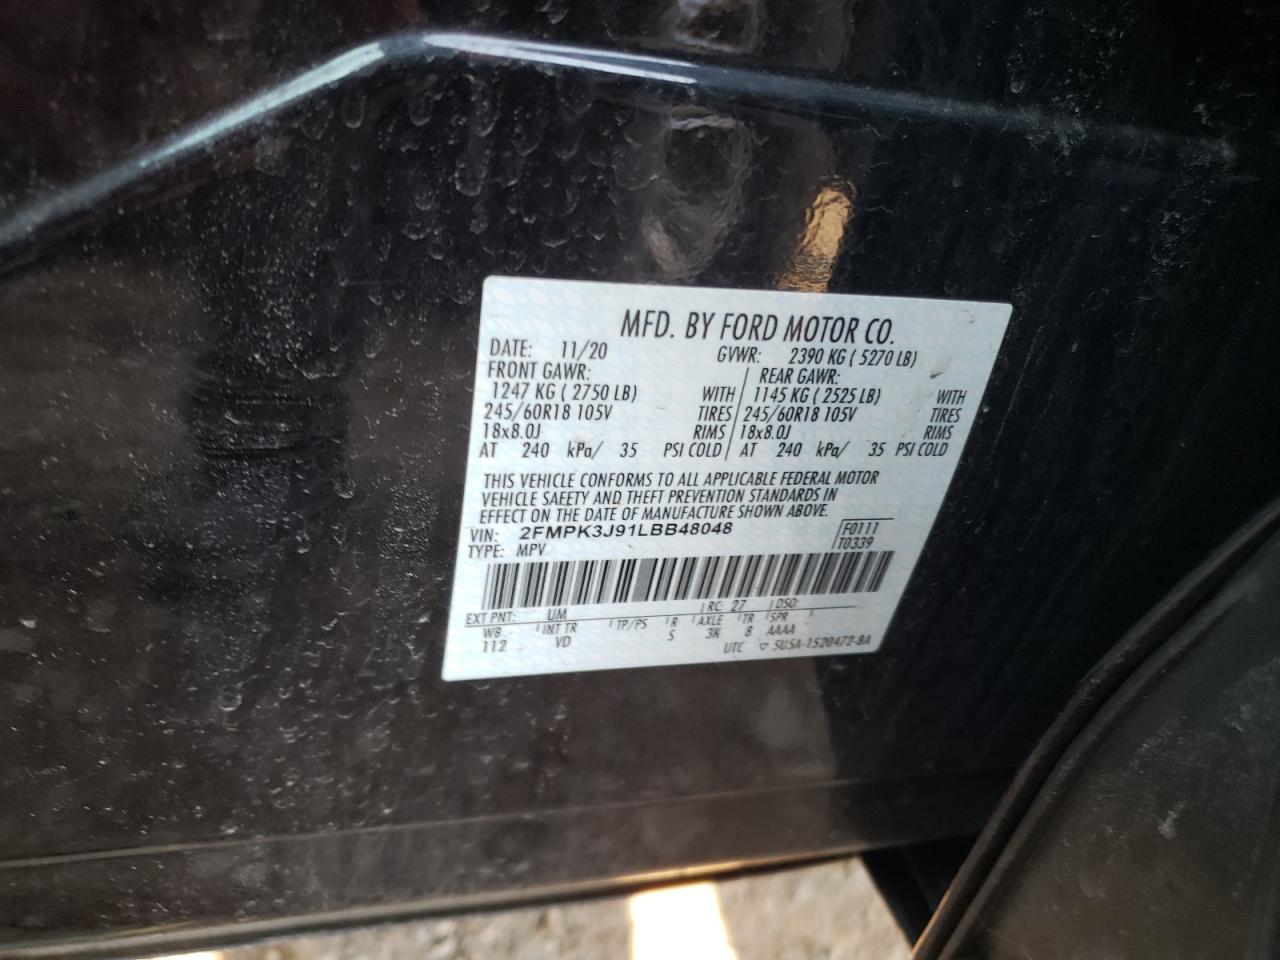 MFD. BY FORD MOTOR CO.
DATE: 11/20 GVWR: 2390 KG ( 5270 LB)
FRONT GAWR: REAR GAWR:
1247 KG ( 2750 LB) WITH 1145 KG ( 2525 LB) WITH
245/60R18 105V TIRES 245/60R18 105V TIRES
18x8.0J RIMS 18x8.0J RIMS
AT 240 kPa/ 35 PSI COLD AT 240 kPa/ 35 PSI COLD
THIS VEHICLE CONFORMS TO ALL APPLICABLE FEDERAL MOTOR
VEHICLE SAFETY AND THEFT PREVENTION STANDARDS IN
EFFECT ON THE DATE OF MANUFACTURE SHOWN ABOVE.
VIN: 2FMPK3J91LBB48048 F0111
TYPE: MPV T0339
EXT PNT: UM RC: 27 DSO:
WB INT TR TP/PS R AXLE TR SPR
112 VD S 3K 8 AAAA
UTC ▽ 5USA-1520472-BA